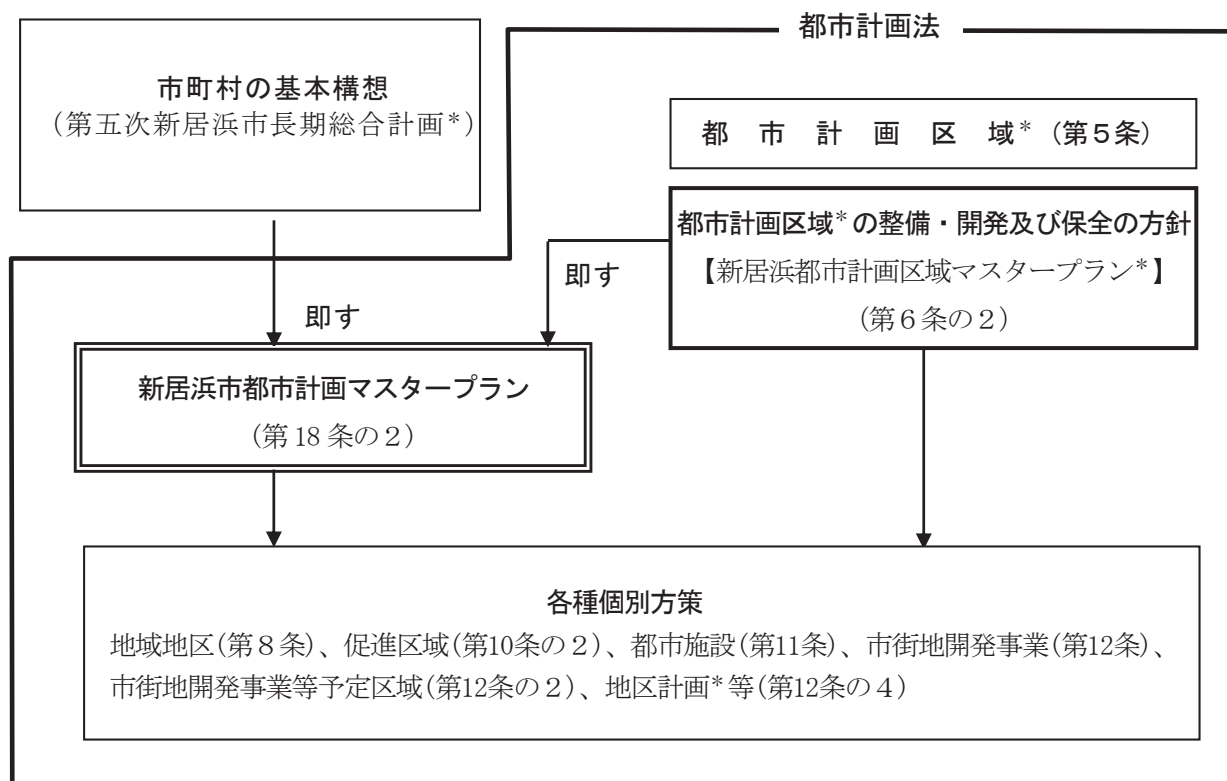 都市計画法
市町村の基本構想
(第五次新居浜市長期総合計画*)
都市計画区域*(第5条)
都市計画区域*の整備・開発及び保全の方針
【新居浜都市計画区域マスタープラン*】
(第6条の2)
即す
即す
新居浜市都市計画マスタープラン
(第18条の2)
各種個別方策
地域地区(第8条)、促進区域(第10条の2)、都市施設(第11条)、市街地開発事業(第12条)、
市街地開発事業等予定区域(第12条の2)、地区計画*等(第12条の4)